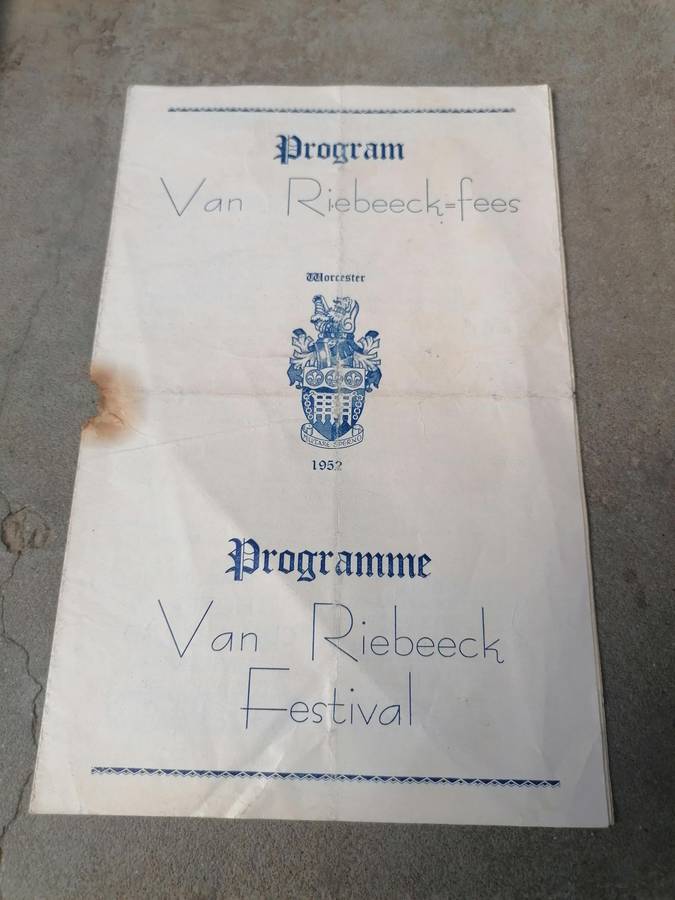 Program
Van Riebeeck=fees
Worcester
1952
Programme
Van Riebeeck
Festival